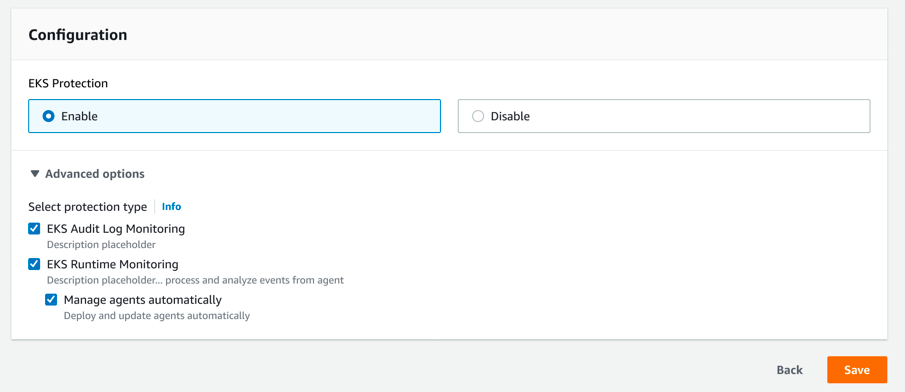 Configuration
EKS Protection
Enable
Disable
Advanced options
Select protection type
Info
EKS Audit Log Monitoring
Description placeholder
EKS Runtime Monitoring
Description placeholder... process and analyze events from agent
Manage agents automatically
Deploy and update agents automatically
Back
Save